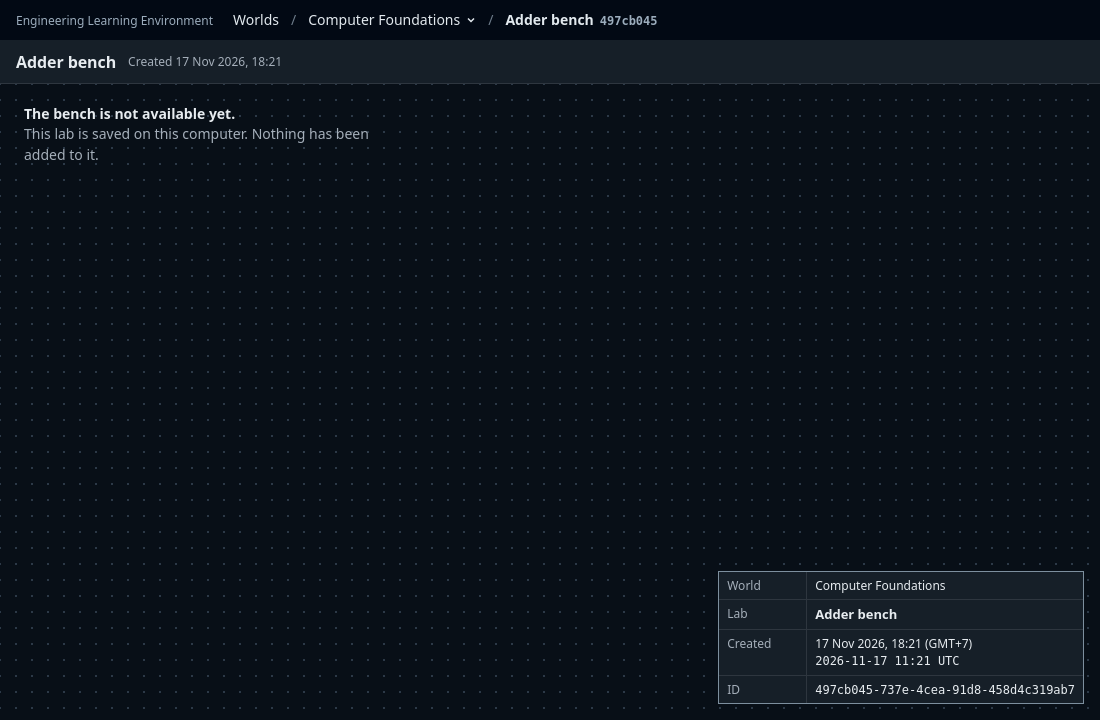 Engineering Learning Environment Worlds / Computer Foundations / Adder bench 497cb045
Adder bench Created 17 Nov 2026, 18:21
The bench is not available yet.
This lab is saved on this computer. Nothing has been
added to it.
World Computer Foundations
Lab Adder bench
Created 17 Nov 2026, 18:21 (GMT+7)
2026-11-17 11:21 UTC
ID 497cb045-737e-4cea-91d8-458d4c319ab7